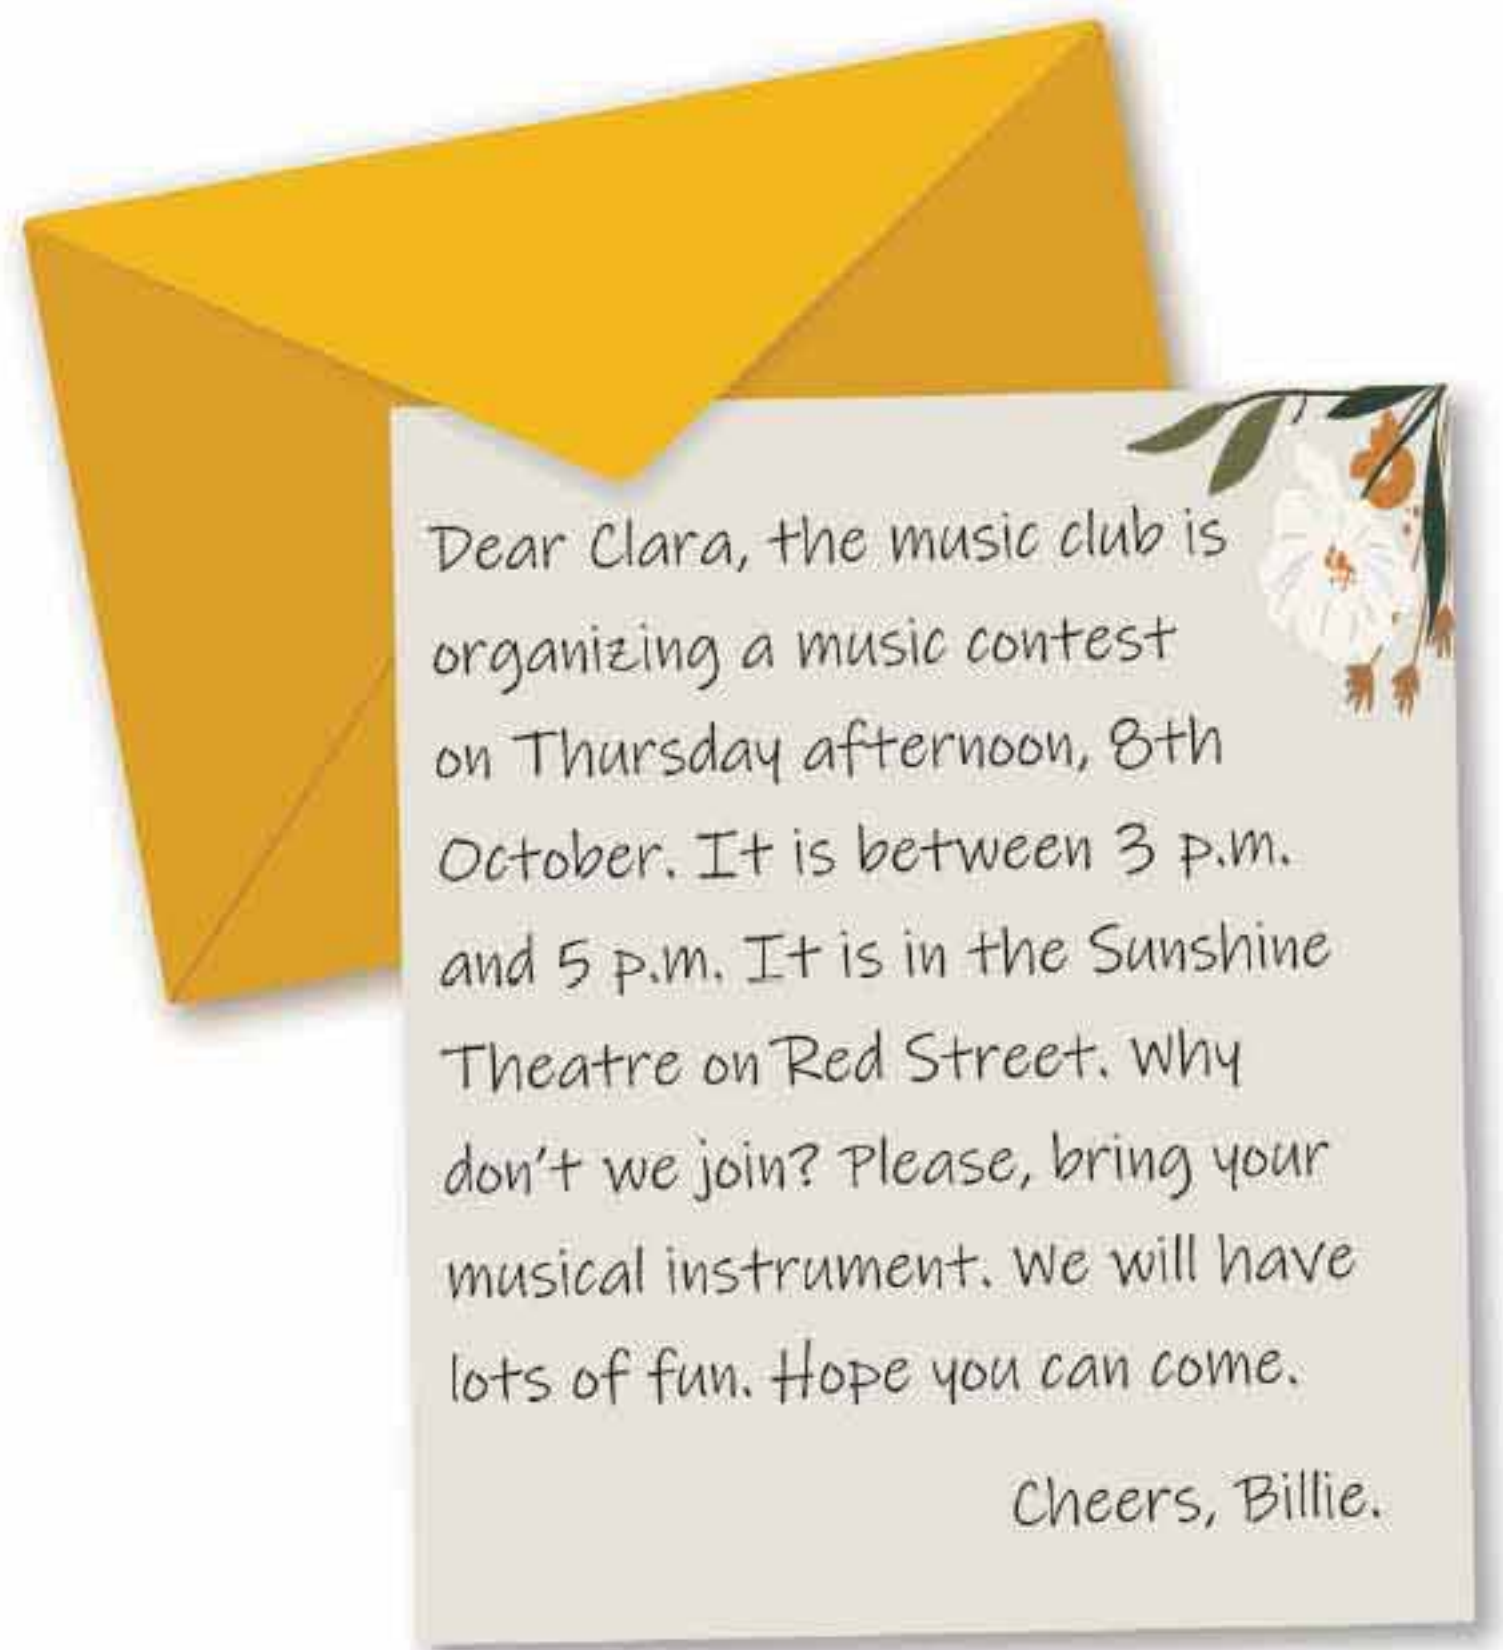 Dear Clara, the music club is
organizing a music contest
on Thursday afternoon, 8th
October. It is between 3 p.m.
and 5 p.m. It is in the Sunshine
Theatre on Red Street. Why
don't we join? Please, bring your
musical instrument. We will have
lots of fun. Hope you can come.
Cheers, Billie.